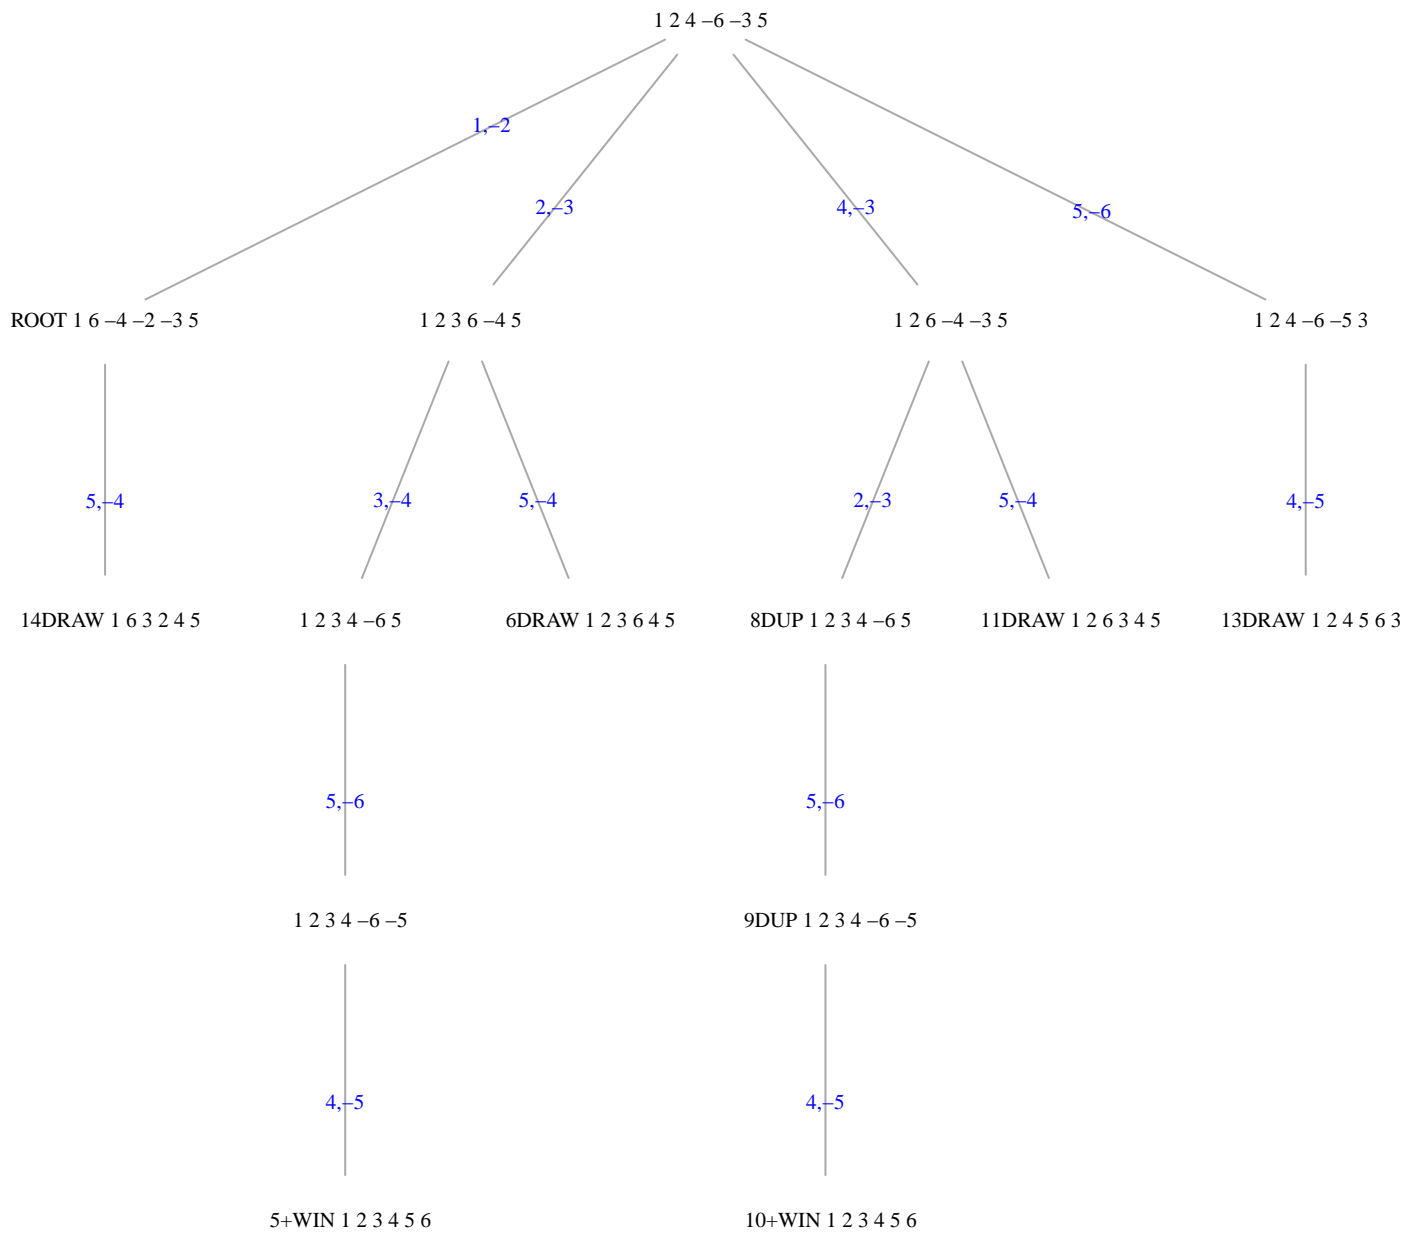 1 2 4 –6 –3 5
1,–2
2,–3
4,–3
5,–6
ROOT 1 6 –4 –2 –3 5
1 2 3 6 –4 5
1 2 6 –4 –3 5
1 2 4 –6 –5 3
5,–4
3,–4
5,–4
2,–3
5,–4
4,–5
14DRAW 1 6 3 2 4 5
1 2 3 4 –6 5
6DRAW 1 2 3 6 4 5
8DUP 1 2 3 4 –6 5
11DRAW 1 2 6 3 4 5
13DRAW 1 2 4 5 6 3
5,–6
5,–6
1 2 3 4 –6 –5
9DUP 1 2 3 4 –6 –5
4,–5
4,–5
5+WIN 1 2 3 4 5 6
10+WIN 1 2 3 4 5 6